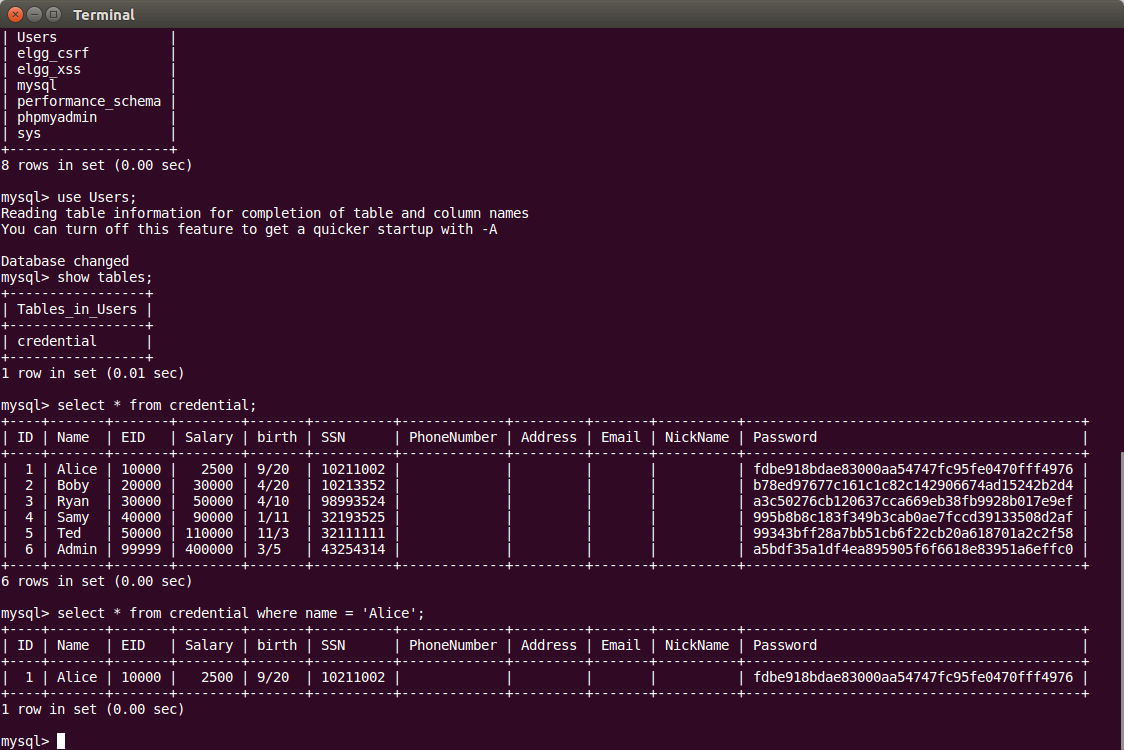 Terminal
| Users              |
| elgg_csrf          |
| elgg_xss           |
| mysql              |
| performance_schema |
| phpmyadmin         |
| sys                |
+--------------------+
8 rows in set (0.00 sec)
mysql> use Users;
Reading table information for completion of table and column names
You can turn off this feature to get a quicker startup with -A
Database changed
mysql> show tables;
+-----------------+
| Tables_in_Users |
+-----------------+
| credential      |
+-----------------+
1 row in set (0.01 sec)
mysql> select * from credential;
+----+-------+-------+--------+-------+----------+-------------+---------+-------+----------+------------------------------------------+
| ID | Name  | EID   | Salary | birth | SSN      | PhoneNumber | Address | Email | NickName | Password                                 |
+----+-------+-------+--------+-------+----------+-------------+---------+-------+----------+------------------------------------------+
|  1 | Alice | 10000 |   2500 | 9/20  | 10211002 |             |         |       |          | fdbe918bdae83000aa54747fc95fe0470fff4976 |
|  2 | Boby  | 20000 |  30000 | 4/20  | 10213352 |             |         |       |          | b78ed97677c161c1c82c142906674ad15242b2d4 |
|  3 | Ryan  | 30000 |  50000 | 4/10  | 98993524 |             |         |       |          | a3c50276cb120637cca669eb38fb9928b017e9ef |
|  4 | Samy  | 40000 |  90000 | 1/11  | 32193525 |             |         |       |          | 995b8b8c183f349b3cab0ae7fccd39133508d2af |
|  5 | Ted   | 50000 | 110000 | 11/3  | 32111111 |             |         |       |          | 99343bff28a7bb51cb6f22cb20a618701a2c2f58 |
|  6 | Admin | 99999 | 400000 | 3/5   | 43254314 |             |         |       |          | a5bdf35a1df4ea895905f6f6618e83951a6effc0 |
+----+-------+-------+--------+-------+----------+-------------+---------+-------+----------+------------------------------------------+
6 rows in set (0.00 sec)
mysql> select * from credential where name = 'Alice';
+----+-------+-------+--------+-------+----------+-------------+---------+-------+----------+------------------------------------------+
| ID | Name  | EID   | Salary | birth | SSN      | PhoneNumber | Address | Email | NickName | Password                                 |
+----+-------+-------+--------+-------+----------+-------------+---------+-------+----------+------------------------------------------+
|  1 | Alice | 10000 |   2500 | 9/20  | 10211002 |             |         |       |          | fdbe918bdae83000aa54747fc95fe0470fff4976 |
+----+-------+-------+--------+-------+----------+-------------+---------+-------+----------+------------------------------------------+
1 row in set (0.00 sec)
mysql>